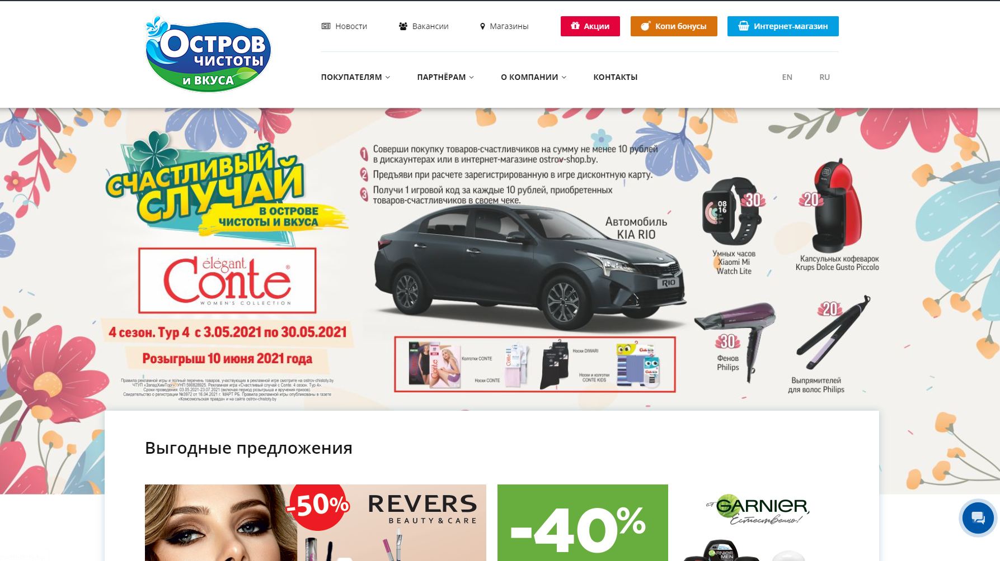 ОСТРОВ
ЧИСТОТЫ
И ВКУСА
Новости
Вакансии
Магазины
Акции
Копи бонусы
Интернет-магазин
ПОКУПАТЕЛЯМ
ПАРТНЁРАМ
О КОМПАНИИ
КОНТАКТЫ
EN
RU
СЧАСТЛИВЫЙ
СЛУЧАЙ
В ОСТРОВЕ
ЧИСТОТЫ И ВКУСА
élégant
Conte®
WOMEN'S COLLECTION
4 сезон. Тур 4 с 3.05.2021 по 30.05.2021
Розыгрыш 10 июня 2021 года
Правила рекламной игры и полный перечень товаров, участвующих в рекламной игре смотрите на ostrov-chistoty.by
ЧТУП «ЗападХимТорг» УНП 590828925. Рекламная игра «Счастливый случай с Conte. 4 сезон. Тур 4».
Сроки проведения: 03.05.2021-23.07.2021 (включая период розыгрыша и вручения призов).
Свидетельство о регистрации №3972 от 16.04.2021 г. МАРТ РБ. Правила рекламной игры опубликованы в газете
«Комсомольская правда» и на сайте ostrov-chistoty.by
1 Соверши покупку товаров-счастливчиков на сумму не менее 10 рублей
в дискаунтерах или в интернет-магазине ostrov-shop.by.
2 Предъяви при расчете зарегистрированную в игре дисконтную карту.
3 Получи 1 игровой код за каждые 10 рублей, приобретенных
товаров-счастливчиков в своем чеке.
Автомобиль
KIA RIO
RIO
Колготки CONTE
Носки CONTE
Носки DIWARI
Носки и колготки
CONTE KIDS
Conte
08
16
30
Умных часов
Xiaomi Mi
Watch Lite
20
Капсульных кофеварок
Krups Dolce Gusto Piccolo
30
Фенов
Philips
20
Выпрямителей
для волос Philips
Выгодные предложения
-50%
REVERS
BEAUTY & CARE
-40%
от GARNIER,
Естественно!
GARNIER
MEN